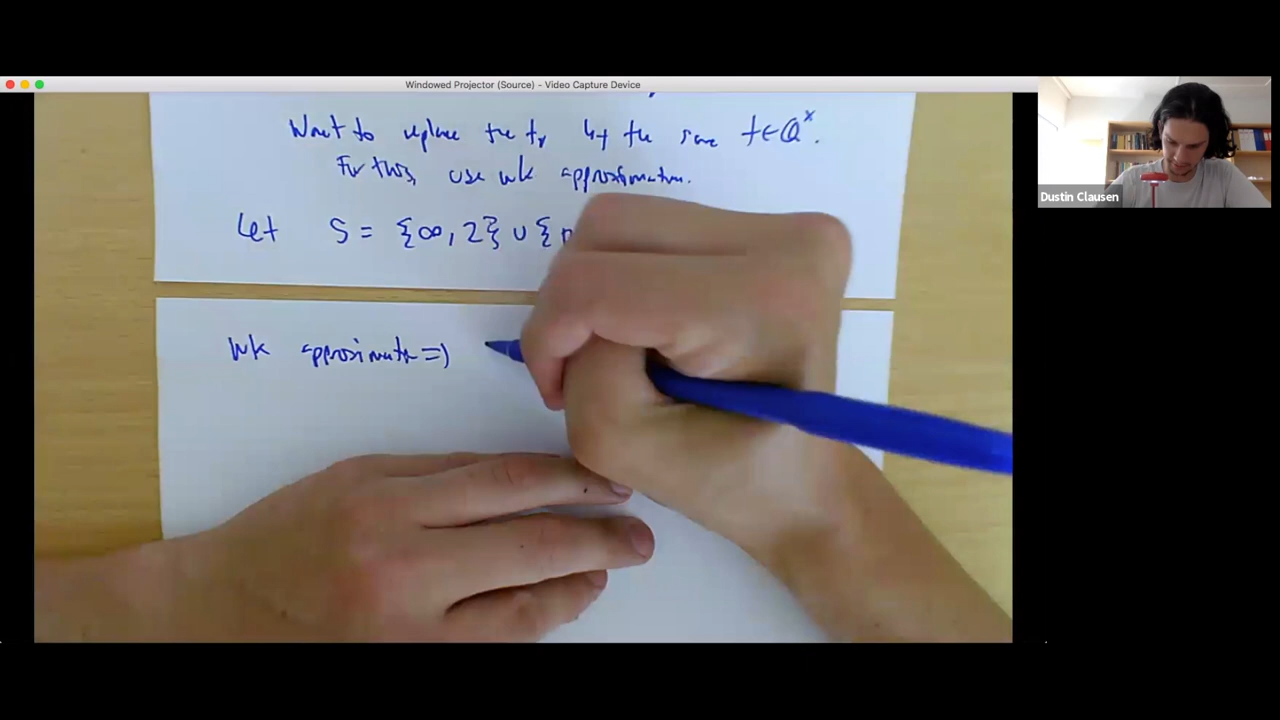 Windowed Projector (Source) - Video Capture Device
Want to replace the t_v by the same t∈Q^×.
For this, use wk approximation.
Let S = {∞, 2} ∪ {p
Dustin Clausen
wk approximation ⇒